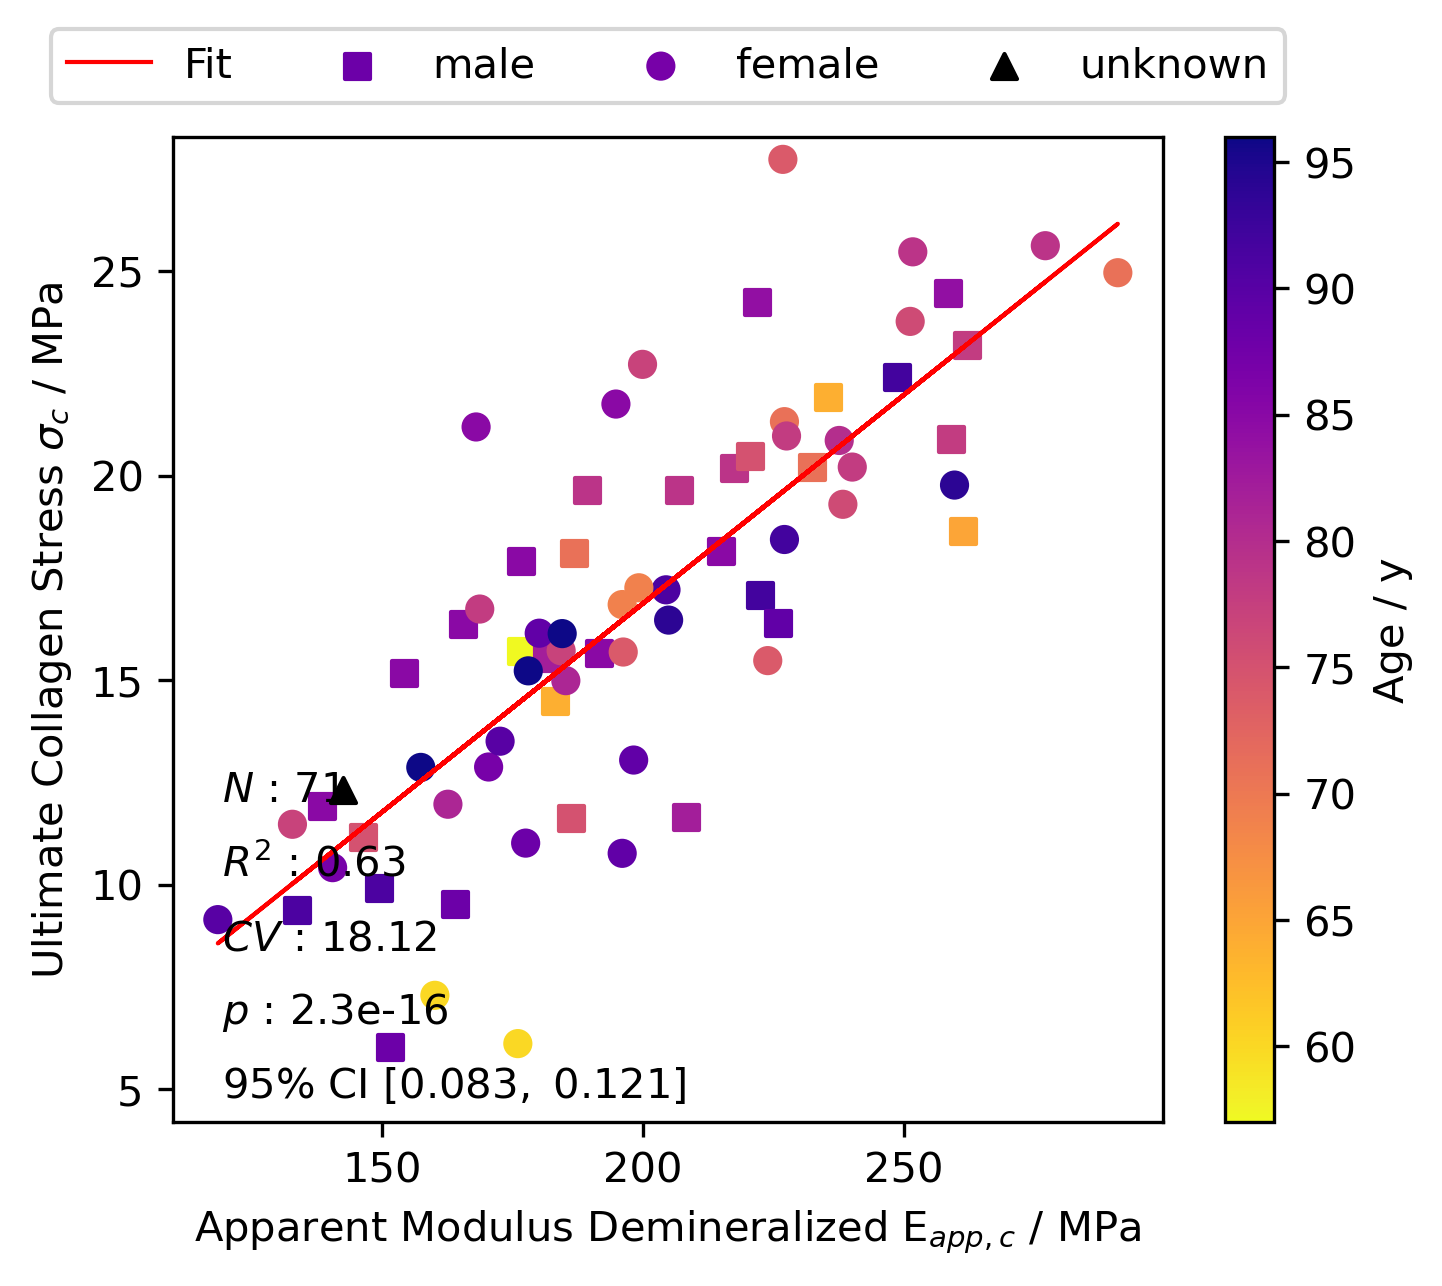 Fit male female unknown
25
20
15
10
5
Ultimate Collagen Stress σc / MPa
N : 71
R² : 0.63
CV : 18.12
p : 2.3e-16
95% CI [0.083, 0.121]
150 200 250
Apparent Modulus Demineralized Eapp, c / MPa
95
90
85
80
75
70
65
60
Age / y